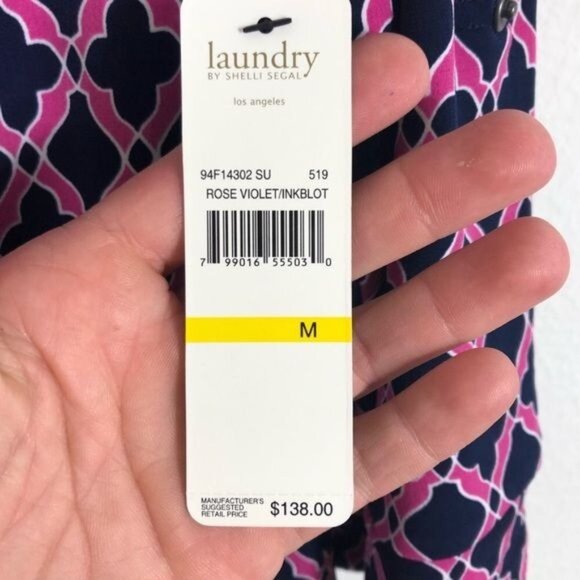 laundry
BY SHELLI SEGAL
los angeles
94F14302 SU 519
ROSE VIOLET/INKBLOT
7 99016 55503 0
M
MANUFACTURER'S
SUGGESTED
RETAIL PRICE $138.00